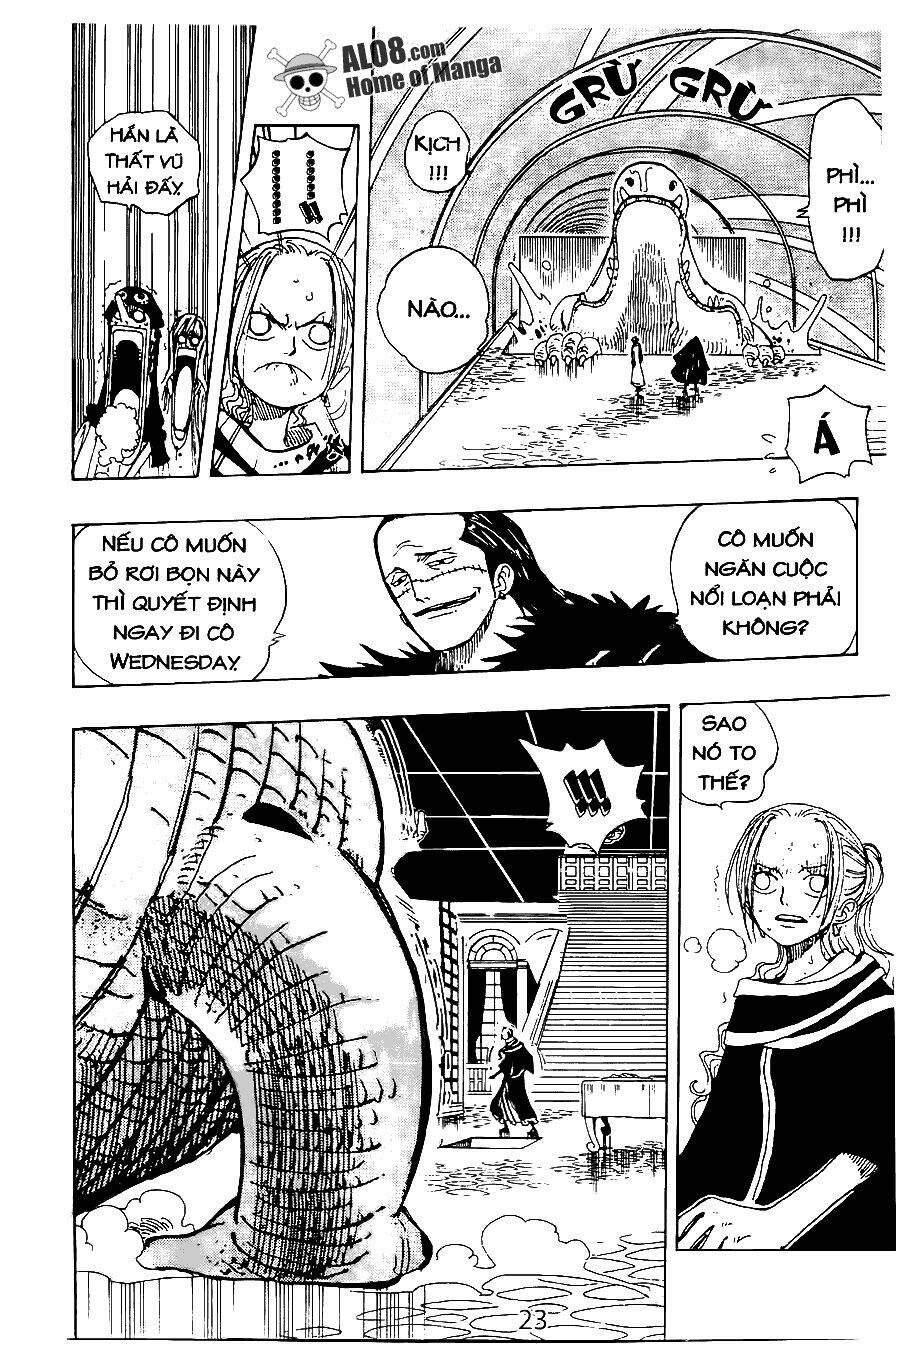 AL08.com
Home of Manga
GRỪ GRỪ
PHÌ...
PHÌ
!!!
KỊCH
!!!
NÀO...
Á
!!
HẮN LÀ
THẤT VŨ
HẢI ĐẤY.
CÔ MUỐN
NGĂN CUỘC
NỔI LOẠN PHẢI
KHÔNG?
NẾU CÔ MUỐN
BỎ RƠI BỌN NÀY
THÌ QUYẾT ĐỊNH
NGAY ĐI CÔ
WEDNESDAY.
SAO
NÓ TO
THẾ?
!!!
23